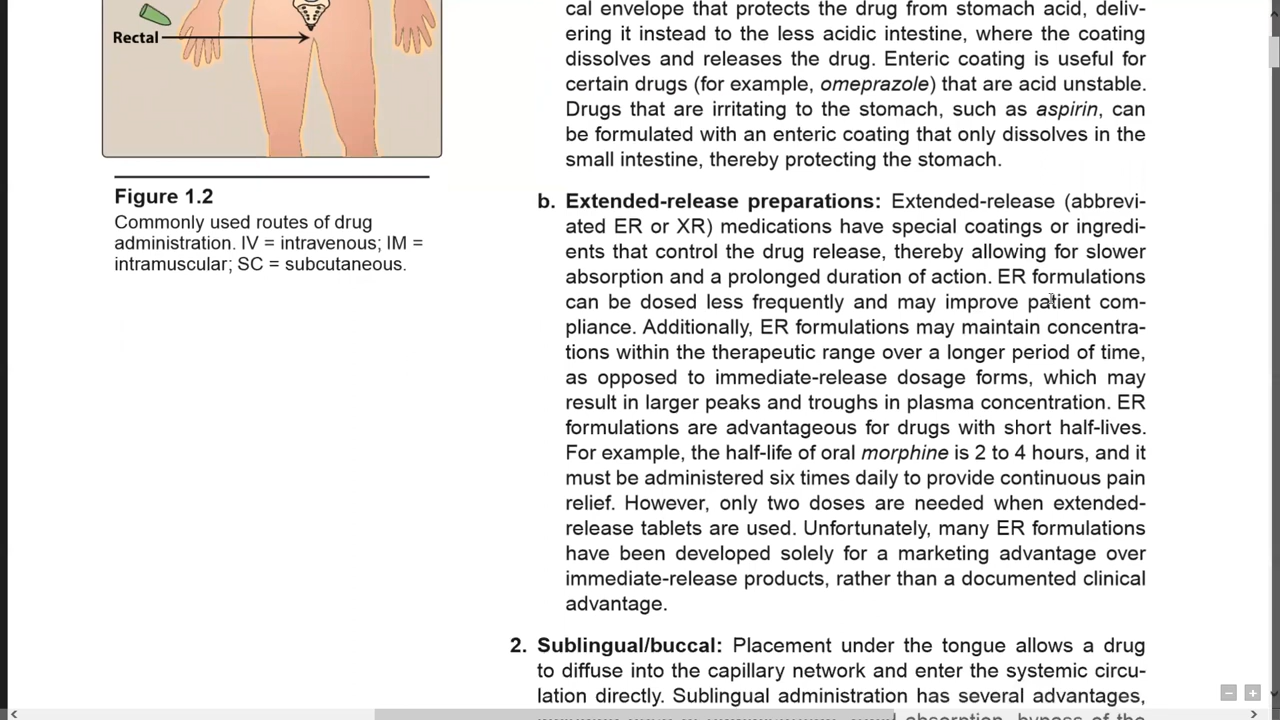 Rectal
Figure 1.2
Commonly used routes of drug
administration. IV = intravenous; IM =
intramuscular; SC = subcutaneous.
cal envelope that protects the drug from stomach acid, deliv-
ering it instead to the less acidic intestine, where the coating
dissolves and releases the drug. Enteric coating is useful for
certain drugs (for example, omeprazole) that are acid unstable.
Drugs that are irritating to the stomach, such as aspirin, can
be formulated with an enteric coating that only dissolves in the
small intestine, thereby protecting the stomach.
b. Extended-release preparations: Extended-release (abbrevi-
ated ER or XR) medications have special coatings or ingredi-
ents that control the drug release, thereby allowing for slower
absorption and a prolonged duration of action. ER formulations
can be dosed less frequently and may improve patient com-
pliance. Additionally, ER formulations may maintain concentra-
tions within the therapeutic range over a longer period of time,
as opposed to immediate-release dosage forms, which may
result in larger peaks and troughs in plasma concentration. ER
formulations are advantageous for drugs with short half-lives.
For example, the half-life of oral morphine is 2 to 4 hours, and it
must be administered six times daily to provide continuous pain
relief. However, only two doses are needed when extended-
release tablets are used. Unfortunately, many ER formulations
have been developed solely for a marketing advantage over
immediate-release products, rather than a documented clinical
advantage.
2. Sublingual/buccal: Placement under the tongue allows a drug
to diffuse into the capillary network and enter the systemic circu-
lation directly. Sublingual administration has several advantages,
absorption, bypass of the